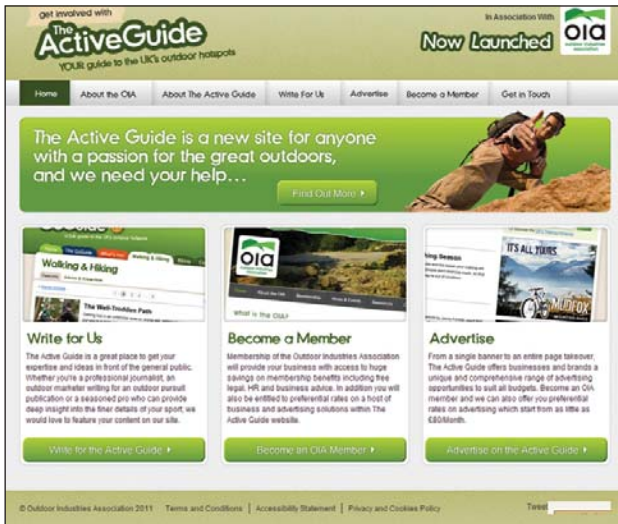 get involved with
The
ActiveGuide
YOUR guide to the UK's outdoor hotspots
In Association With
Now Launched
oia
outdoor industries
association
Home About the OIA About The Active Guide Write For Us Advertise Become a Member Get in Touch
The Active Guide is a new site for anyone
with a passion for the great outdoors,
and we need your help...
Find Out More
Walking & Hiking
Walking & Hiking
The Well-Trodden Path
oia
outdoor industries
association
what is the OIA?
IT'S ALL YOURS.
MUDFOX
Write for Us
The Active Guide is a great place to get your
expertise and ideas in front of the general public.
Whether you're a professional journalist, an
outdoor marketer writing for an outdoor pursuit
publication or a seasoned pro who can provide
deep insight into the finer details of your sport, we
would love to feature your content on our site.
Write for the Active Guide
Become a Member
Membership of the Outdoor Industries Association
will provide your business with access to huge
savings on membership benefits including free
legal, HR and business advice. In addition you will
also be entitled to preferential rates on a host of
business and advertising solutions within The
Active Guide website.
Become an OIA Member
Advertise
From a single banner to an entire page takeover,
The Active Guide offers businesses and brands a
unique and comprehensive range of advertising
opportunities to suit all budgets. Become an OIA
member and we can also offer you preferential
rates on advertising which start from as little as
£80/Month.
Advertise on the Active Guide
© Outdoor Industries Association 2011 Terms and Conditions | Accessibility Statement | Privacy and Cookies Policy
Tweet